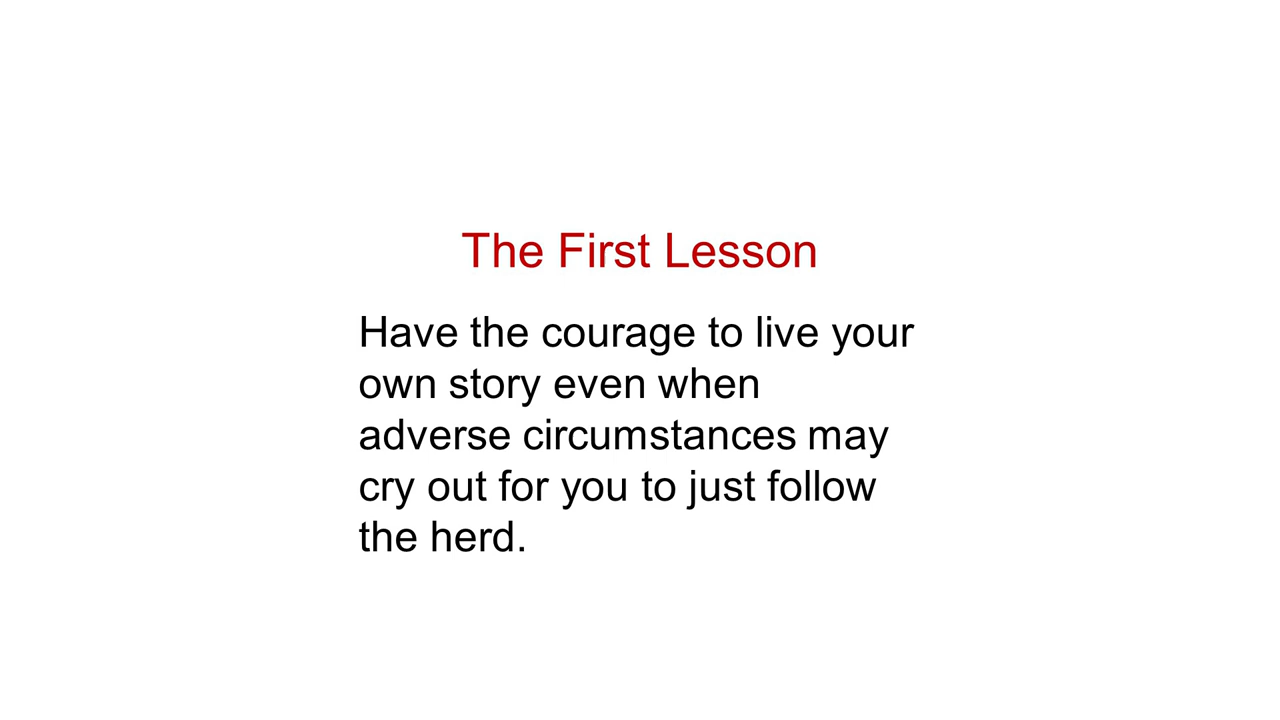 The First Lesson
Have the courage to live your
own story even when
adverse circumstances may
cry out for you to just follow
the herd.